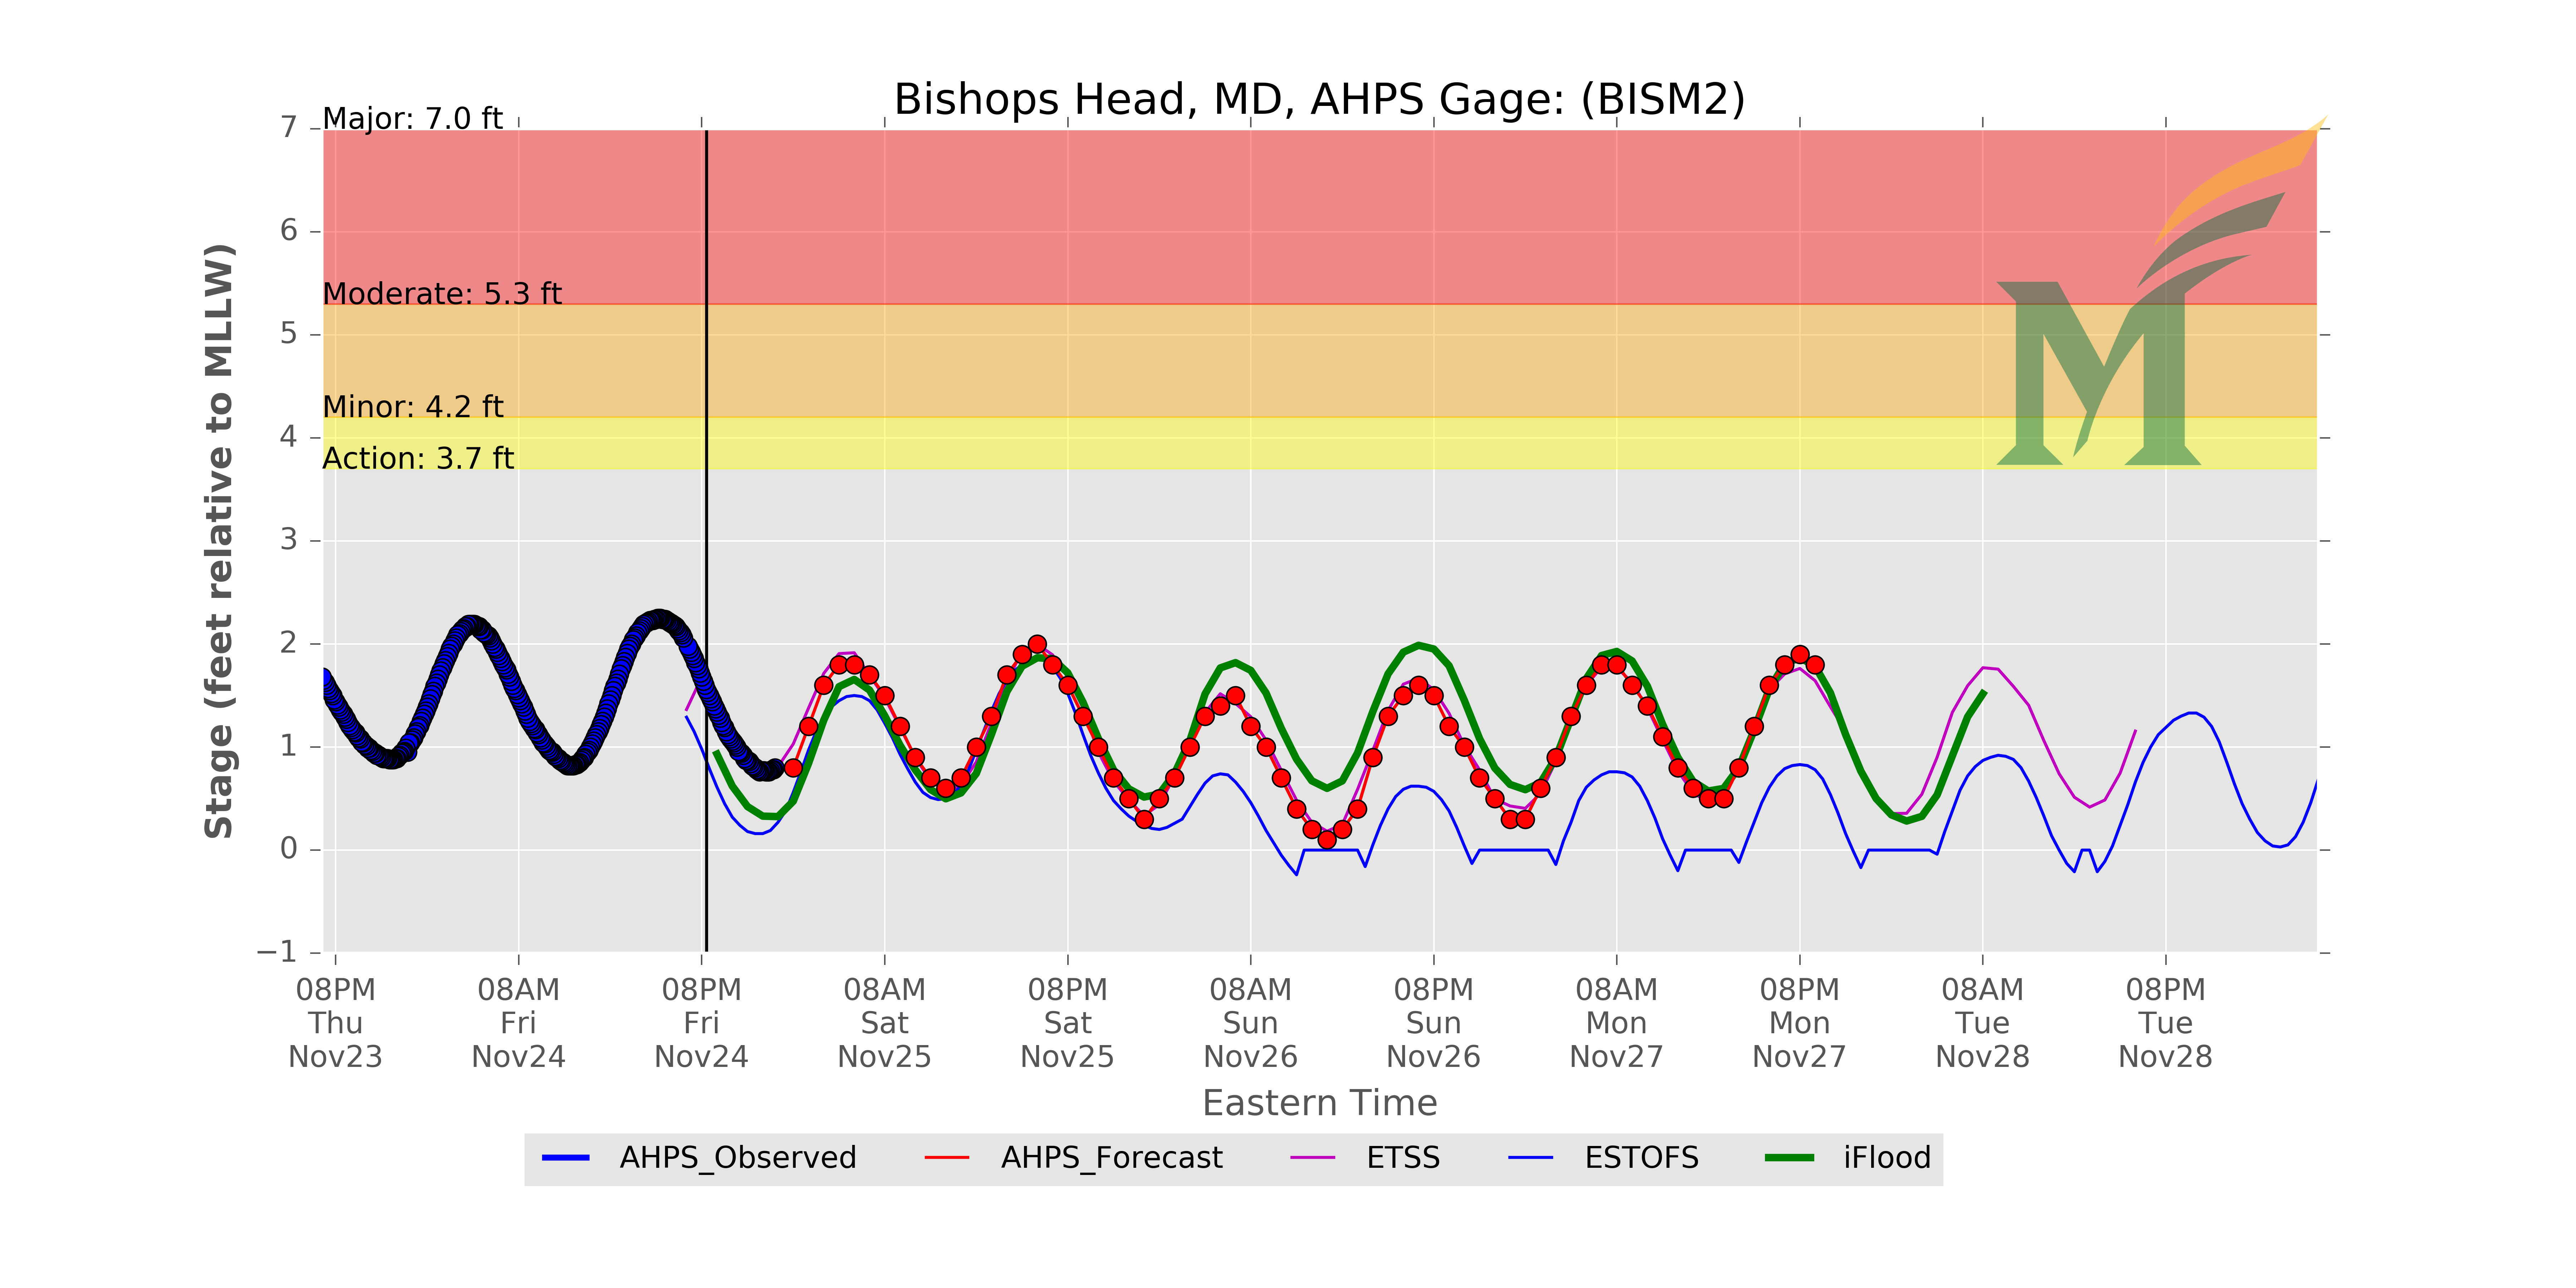 Bishops Head, MD, AHPS Gage: (BISM2)
Major: 7.0 ft
Moderate: 5.3 ft
Minor: 4.2 ft
Action: 3.7 ft
Stage (feet relative to MLLW)
7
6
5
4
3
2
1
0
−1
08PM 08AM 08PM 08AM 08PM 08AM 08PM 08AM 08PM 08AM 08PM
Thu Fri Fri Sat Sat Sun Sun Mon Mon Tue Tue
Nov23 Nov24 Nov24 Nov25 Nov25 Nov26 Nov26 Nov27 Nov27 Nov28 Nov28
Eastern Time
AHPS_Observed AHPS_Forecast ETSS ESTOFS iFlood
M